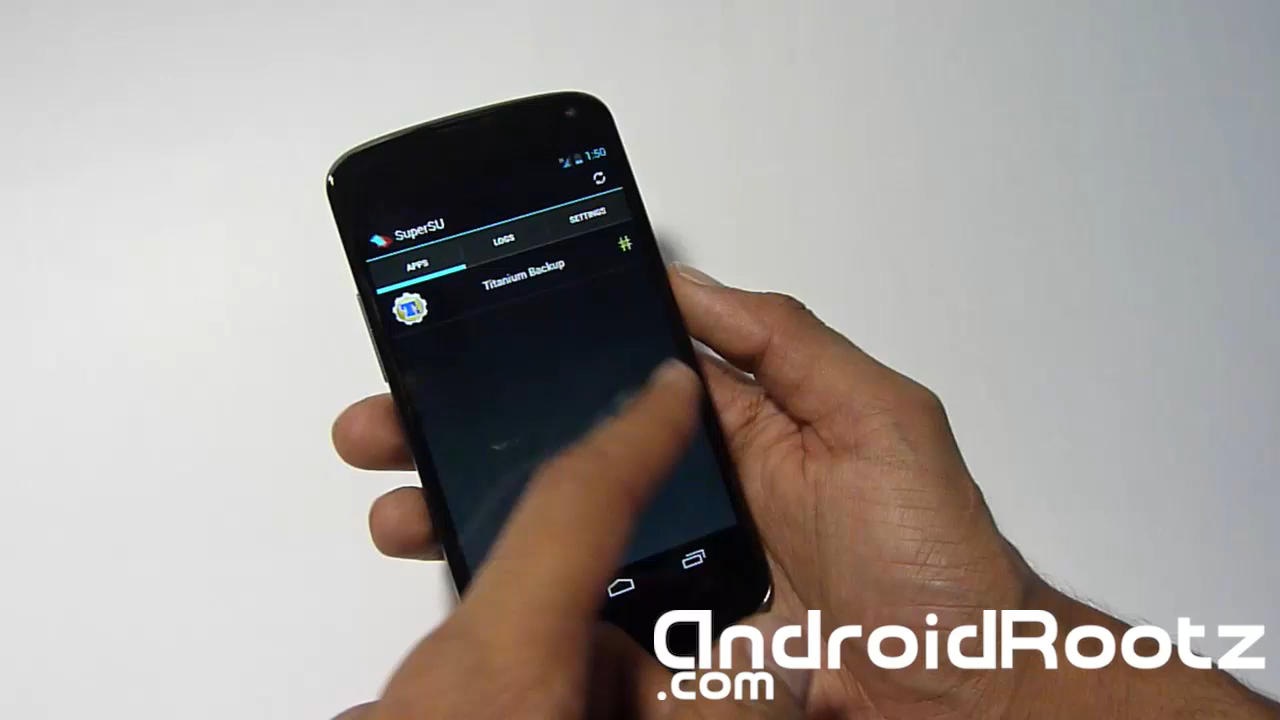 1:50
SuperSU
APPS
LOGS
SETTINGS
Titanium Backup
#
AndroidRootz
.com